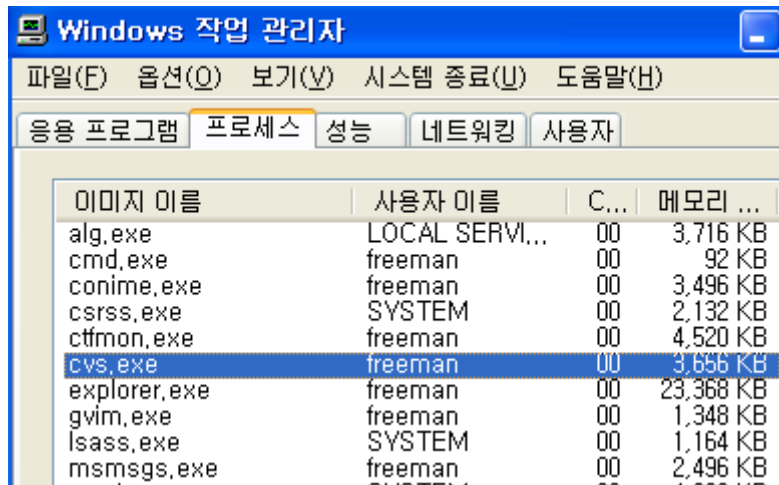 Windows 작업 관리자
파일(F) 옵션(O) 보기(V) 시스템 종료(U) 도움말(H)
응용 프로그램 프로세스 성능 네트워킹 사용자
이미지 이름 사용자 이름 C... 메모리 ...
alg.exe LOCAL SERVI... 00 3,716 KB
cmd.exe freeman 00 92 KB
conime.exe freeman 00 3,496 KB
csrss.exe SYSTEM 00 2,132 KB
ctfmon.exe freeman 00 4,520 KB
cvs.exe freeman 00 3,656 KB
explorer.exe freeman 00 23,368 KB
gvim.exe freeman 00 1,348 KB
lsass.exe SYSTEM 00 1,164 KB
msmsgs.exe freeman 00 2,496 KB